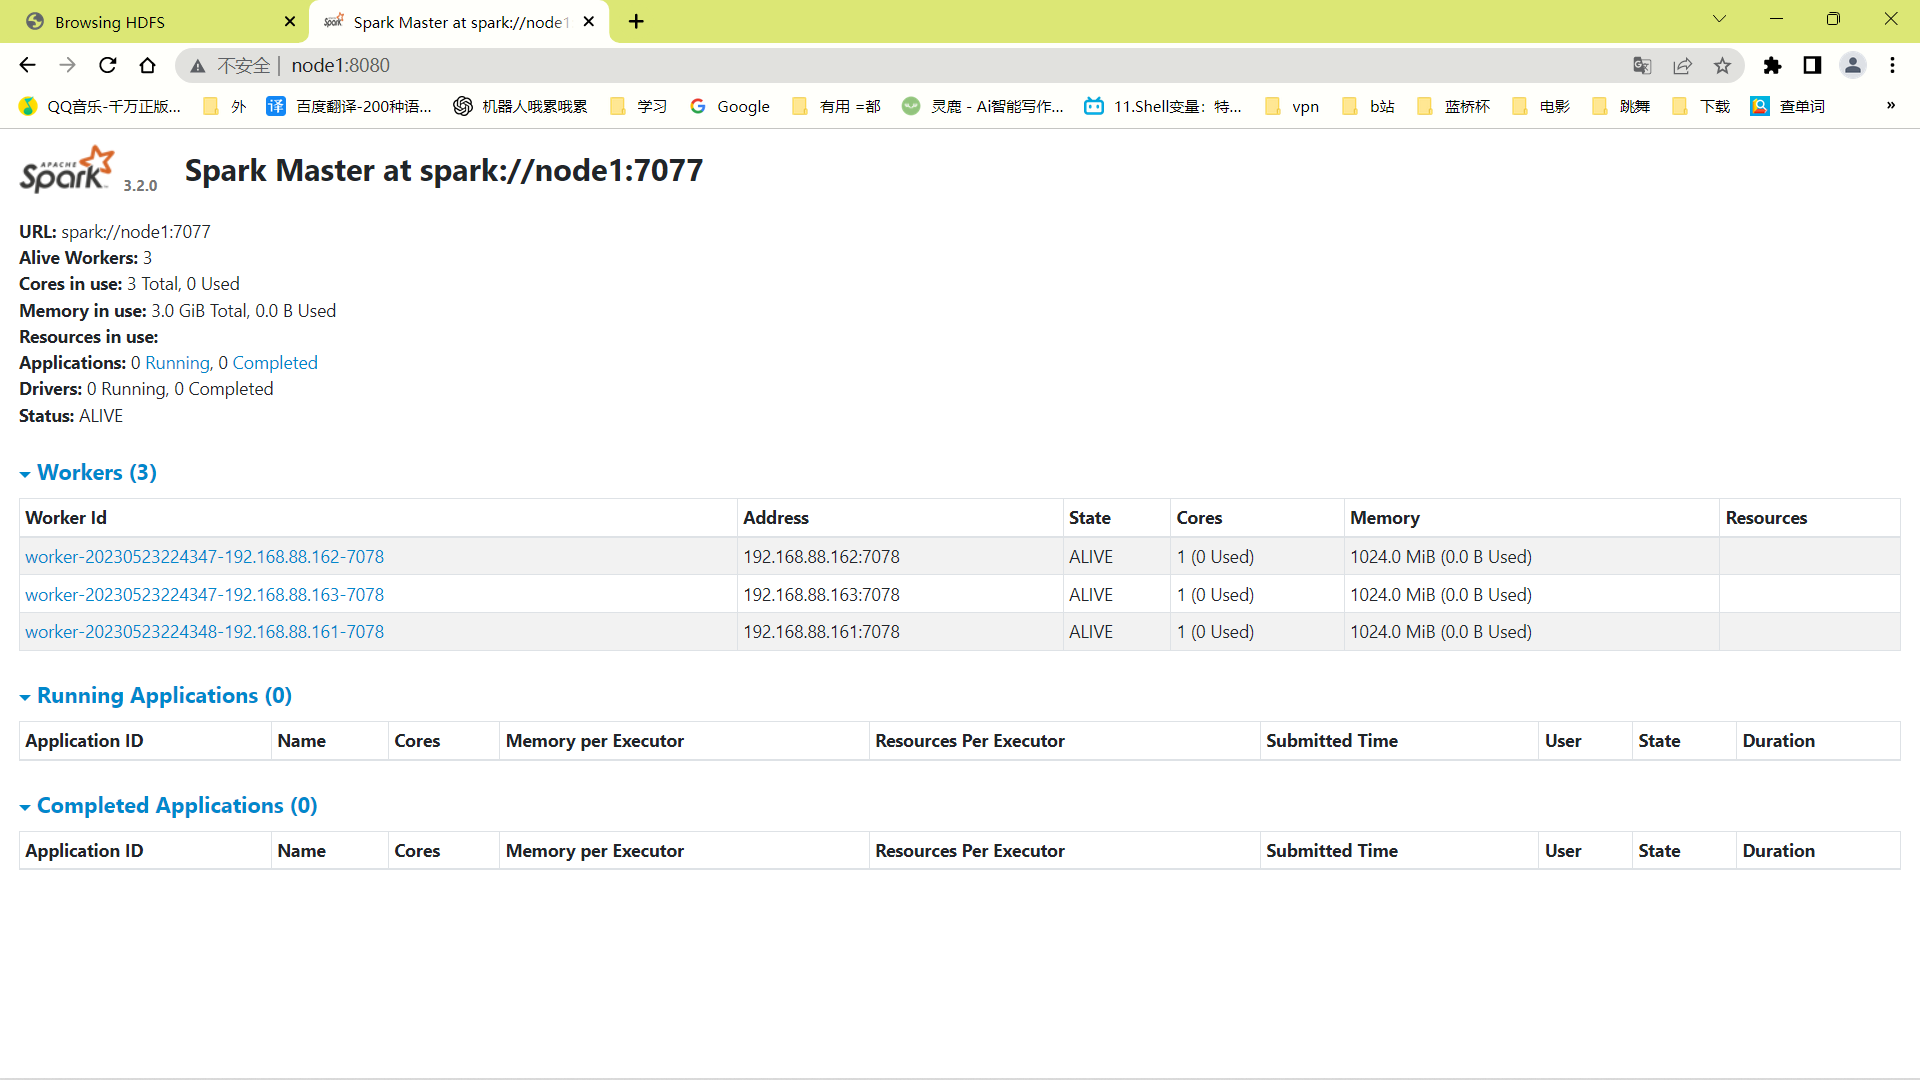 Browsing HDFS
Spark Master at spark://node1
不安全 | node1:8080
QQ音乐-千万正版... 外 百度翻译-200种语... 机器人哦累哦累 学习 Google 有用 =都 灵鹿 - Ai智能写作... 11.Shell变量：特... vpn b站 蓝桥杯 电影 跳舞 下载 查单词 »
APACHE Spark 3.2.0 Spark Master at spark://node1:7077
URL: spark://node1:7077
Alive Workers: 3
Cores in use: 3 Total, 0 Used
Memory in use: 3.0 GiB Total, 0.0 B Used
Resources in use:
Applications: 0 Running, 0 Completed
Drivers: 0 Running, 0 Completed
Status: ALIVE
Workers (3)
Worker Id Address State Cores Memory Resources
worker-20230523224347-192.168.88.162-7078 192.168.88.162:7078 ALIVE 1 (0 Used) 1024.0 MiB (0.0 B Used)
worker-20230523224347-192.168.88.163-7078 192.168.88.163:7078 ALIVE 1 (0 Used) 1024.0 MiB (0.0 B Used)
worker-20230523224348-192.168.88.161-7078 192.168.88.161:7078 ALIVE 1 (0 Used) 1024.0 MiB (0.0 B Used)
Running Applications (0)
Application ID Name Cores Memory per Executor Resources Per Executor Submitted Time User State Duration
Completed Applications (0)
Application ID Name Cores Memory per Executor Resources Per Executor Submitted Time User State Duration